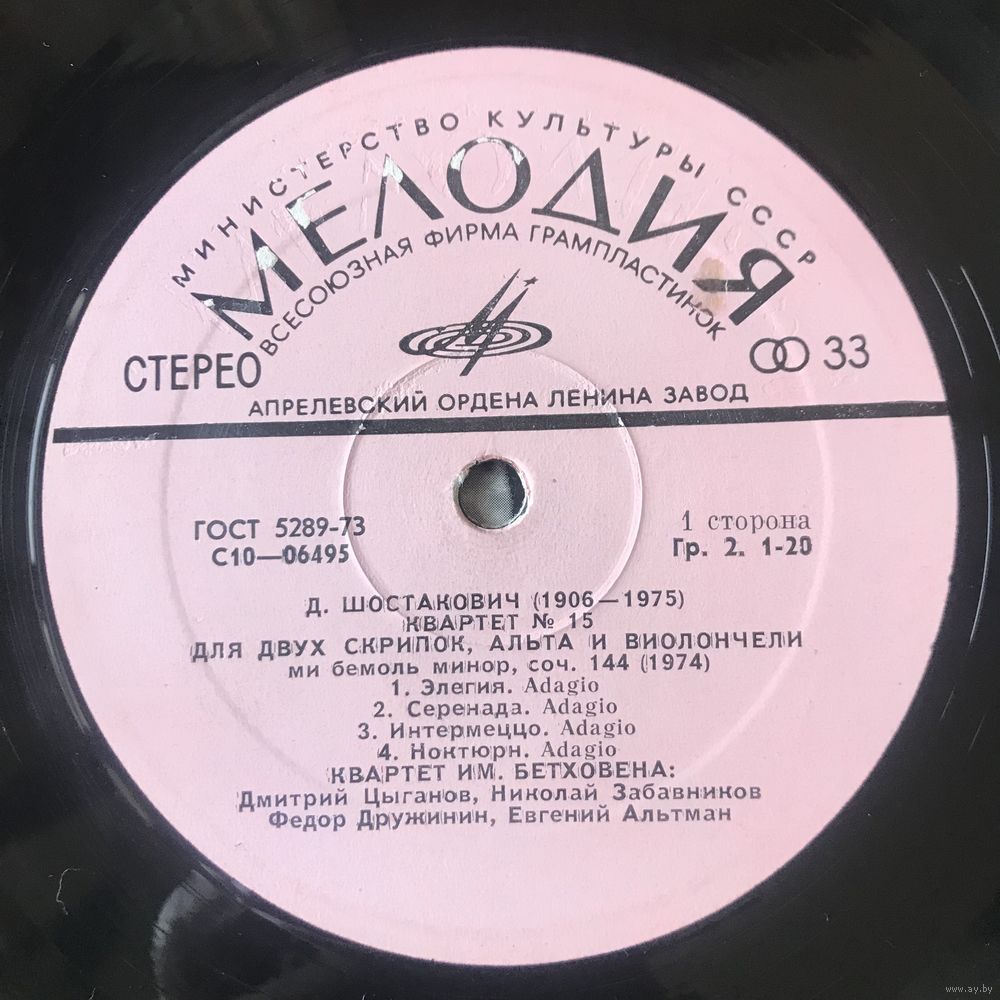 МИНИСТЕРСТВО КУЛЬТУРЫ СССР
МЕЛОДИЯ
ВСЕСОЮЗНАЯ ФИРМА ГРАМПЛАСТИНОК
СТЕРЕО
33
АПРЕЛЕВСКИЙ ОРДЕНА ЛЕНИНА ЗАВОД
ГОСТ 5289-73
1 сторона
С10—06495
Гр. 2. 1-20
Д. ШОСТАКОВИЧ (1906—1975)
КВАРТЕТ № 15
ДЛЯ ДВУХ СКРИПОК, АЛЬТА И ВИОЛОНЧЕЛИ
ми бемоль минор, соч. 144 (1974)
1. Элегия. Adagio
2. Серенада. Adagio
3. Интермеццо. Adagio
4. Ноктюрн. Adagio
КВАРТЕТ ИМ. БЕТХОВЕНА:
Дмитрий Цыганов, Николай Забавников
Федор Дружинин, Евгений Альтман
www.ay.by